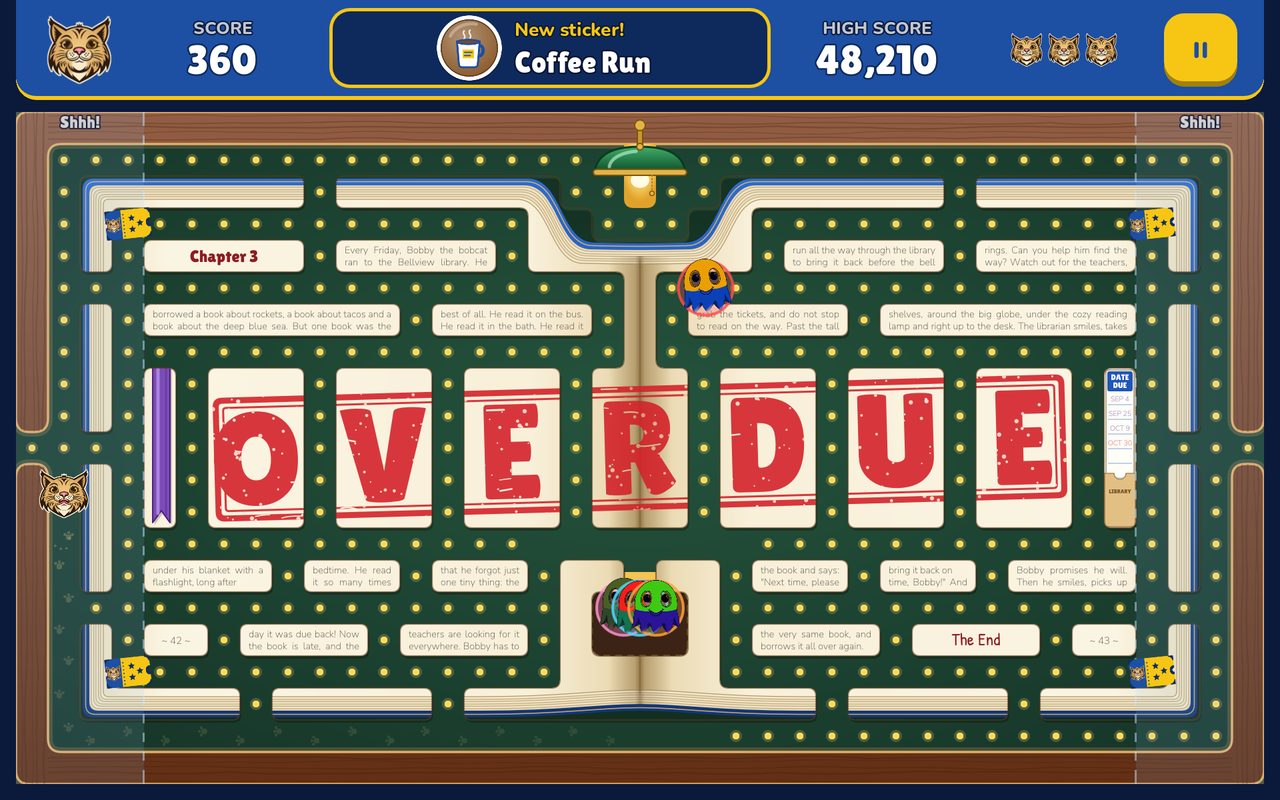 SCORE
360
New sticker!
Coffee Run
HIGH SCORE
48,210
Shhh!
Shhh!
Chapter 3
Every Friday, Bobby the bobcat
ran to the Bellview library. He
run all the way through the library
to bring it back before the bell
rings. Can you help him find the
way? Watch out for the teachers,
borrowed a book about rockets, a book about tacos and a
book about the deep blue sea. But one book was the
best of all. He read it on the bus.
He read it in the bath. He read it
the tickets, and do not stop
to read on the way. Past the tall
shelves, around the big globe, under the cozy reading
lamp and right up to the desk. The librarian smiles, takes
OVERDUE
DATE
DUE
SEP 4
SEP 25
OCT 9
OCT 30
LIBRARY
under his blanket with a
flashlight, long after
bedtime. He read
it so many times
that he forgot just
one tiny thing: the
the book and says:
"Next time, please
bring it back on
time, Bobby!" And
Bobby promises he will.
Then he smiles, picks up
~ 42 ~
day it was due back! Now
the book is late, and the
teachers are looking for it
everywhere. Bobby has to
the very same book, and
borrows it all over again.
The End
~ 43 ~